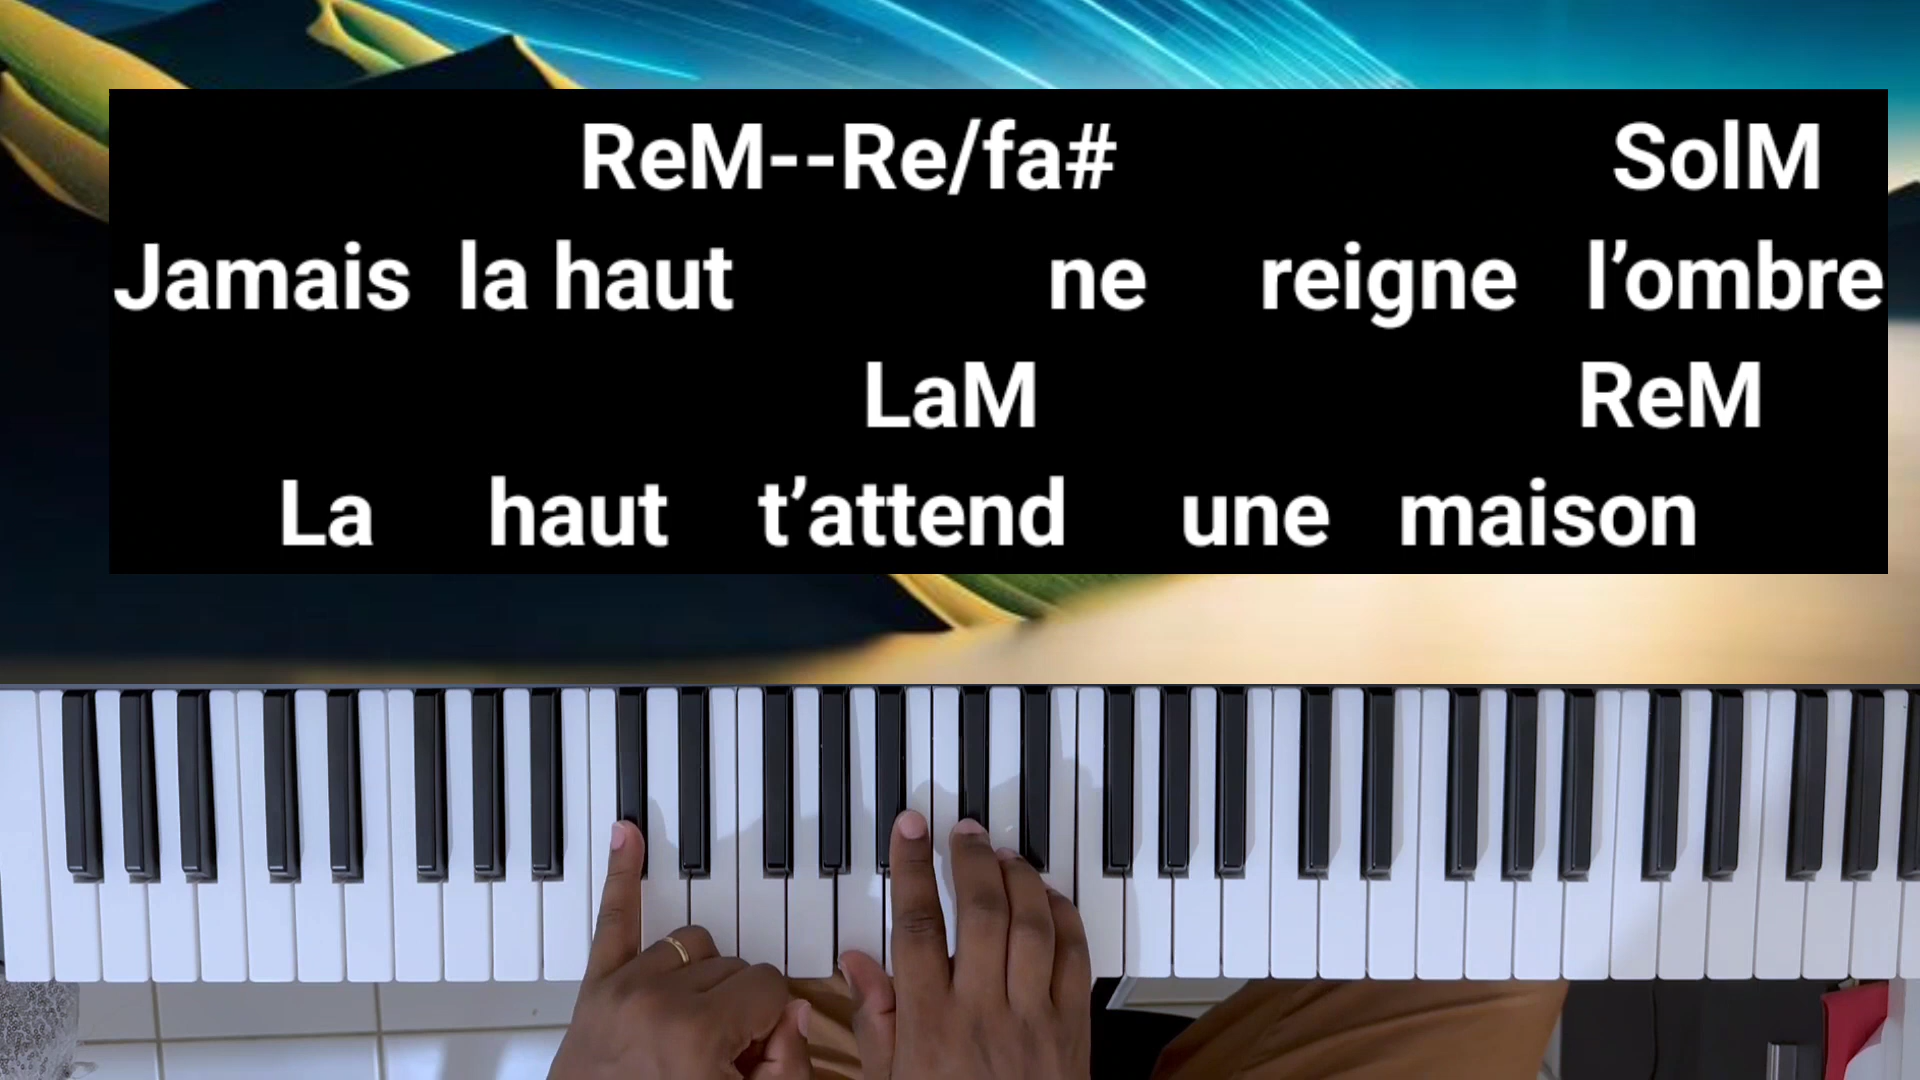 ReM--Re/fa# SolM
Jamais la haut ne reigne l’ombre
LaM ReM
La haut t’attend une maison